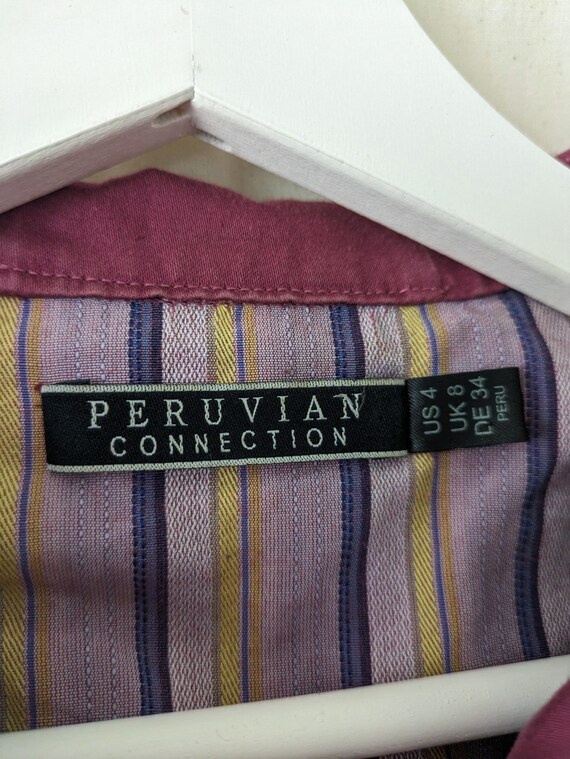 PERUVIAN
CONNECTION
US 4
UK 8
DE 34
PERU